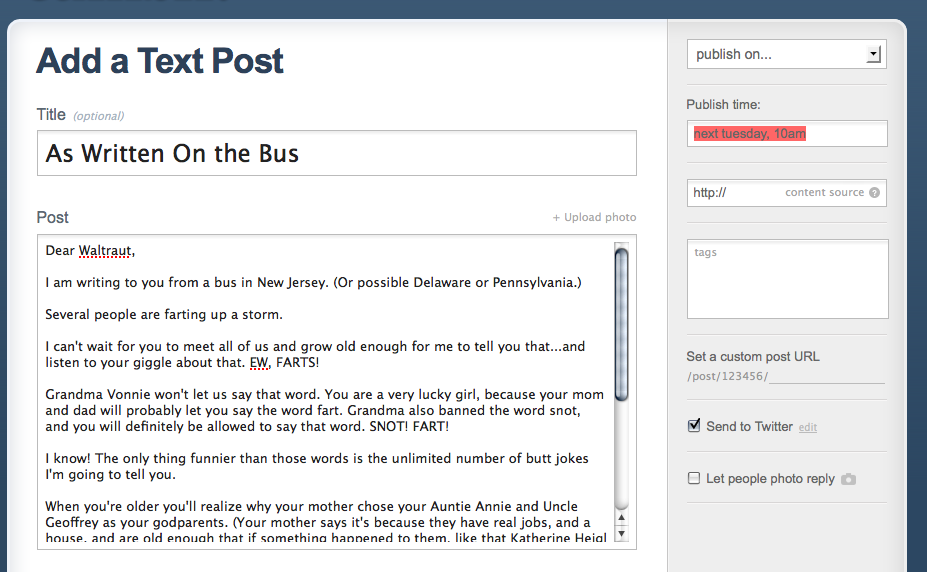 Add a Text Post
Title (optional)
As Written On the Bus
Post
+ Upload photo
Dear Waltraut,
I am writing to you from a bus in New Jersey. (Or possible Delaware or Pennsylvania.)
Several people are farting up a storm.
I can't wait for you to meet all of us and grow old enough for me to tell you that...and
listen to your giggle about that. EW, FARTS!
Grandma Vonnie won't let us say that word. You are a very lucky girl, because your mom
and dad will probably let you say the word fart. Grandma also banned the word snot,
and you will definitely be allowed to say that word. SNOT! FART!
I know! The only thing funnier than those words is the unlimited number of butt jokes
I'm going to tell you.
When you're older you'll realize why your mother chose your Auntie Annie and Uncle
Geoffrey as your godparents. (Your mother says it's because they have real jobs, and a
house, and are old enough that if something happened to them, like that Katherine Heigl
publish on...
Publish time:
next tuesday, 10am
http:// content source ?
tags
Set a custom post URL
/post/123456/
Send to Twitter edit
Let people photo reply